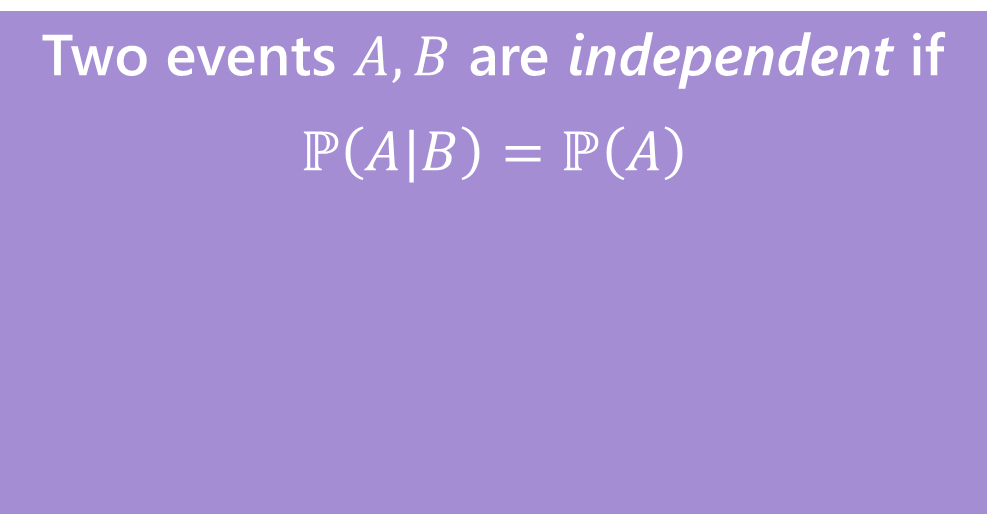 Two events A, B are independent if
ℙ(A|B) = ℙ(A)